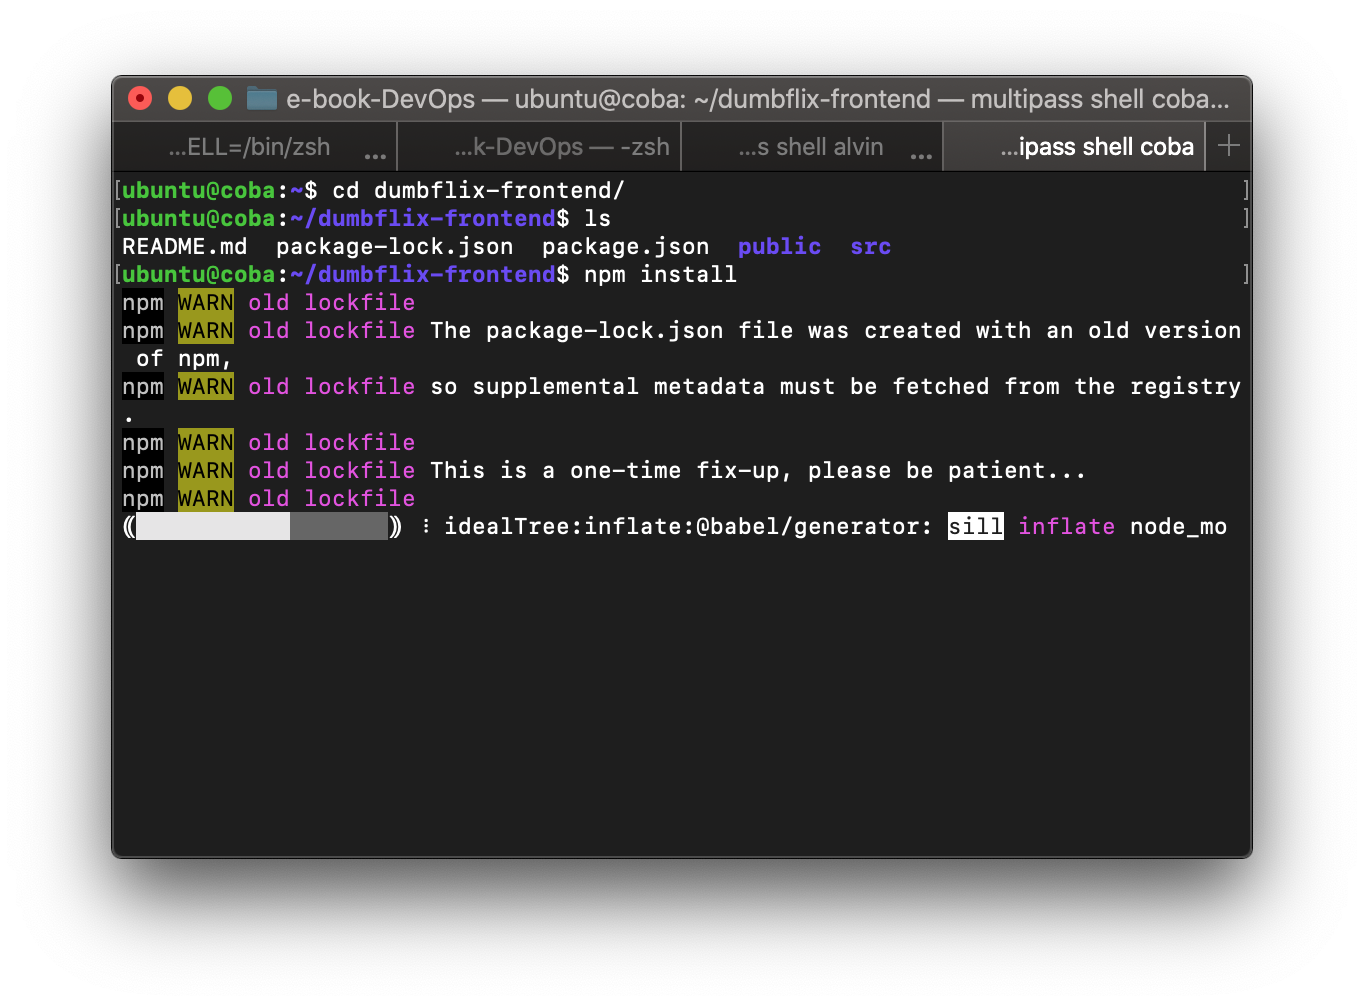 e-book-DevOps — ubuntu@coba: ~/dumbflix-frontend — multipass shell coba...
...ELL=/bin/zsh ... ...k-DevOps — -zsh ...s shell alvin ... ...ipass shell coba +
[ubuntu@coba:~$ cd dumbflix-frontend/ ]
[ubuntu@coba:~/dumbflix-frontend$ ls ]
README.md  package-lock.json  package.json  public  src
[ubuntu@coba:~/dumbflix-frontend$ npm install ]
npm WARN old lockfile
npm WARN old lockfile The package-lock.json file was created with an old version
 of npm,
npm WARN old lockfile so supplemental metadata must be fetched from the registry
.
npm WARN old lockfile
npm WARN old lockfile This is a one-time fix-up, please be patient...
npm WARN old lockfile
⸨         ⸩ ⠸ idealTree:inflate:@babel/generator: sill inflate node_mo